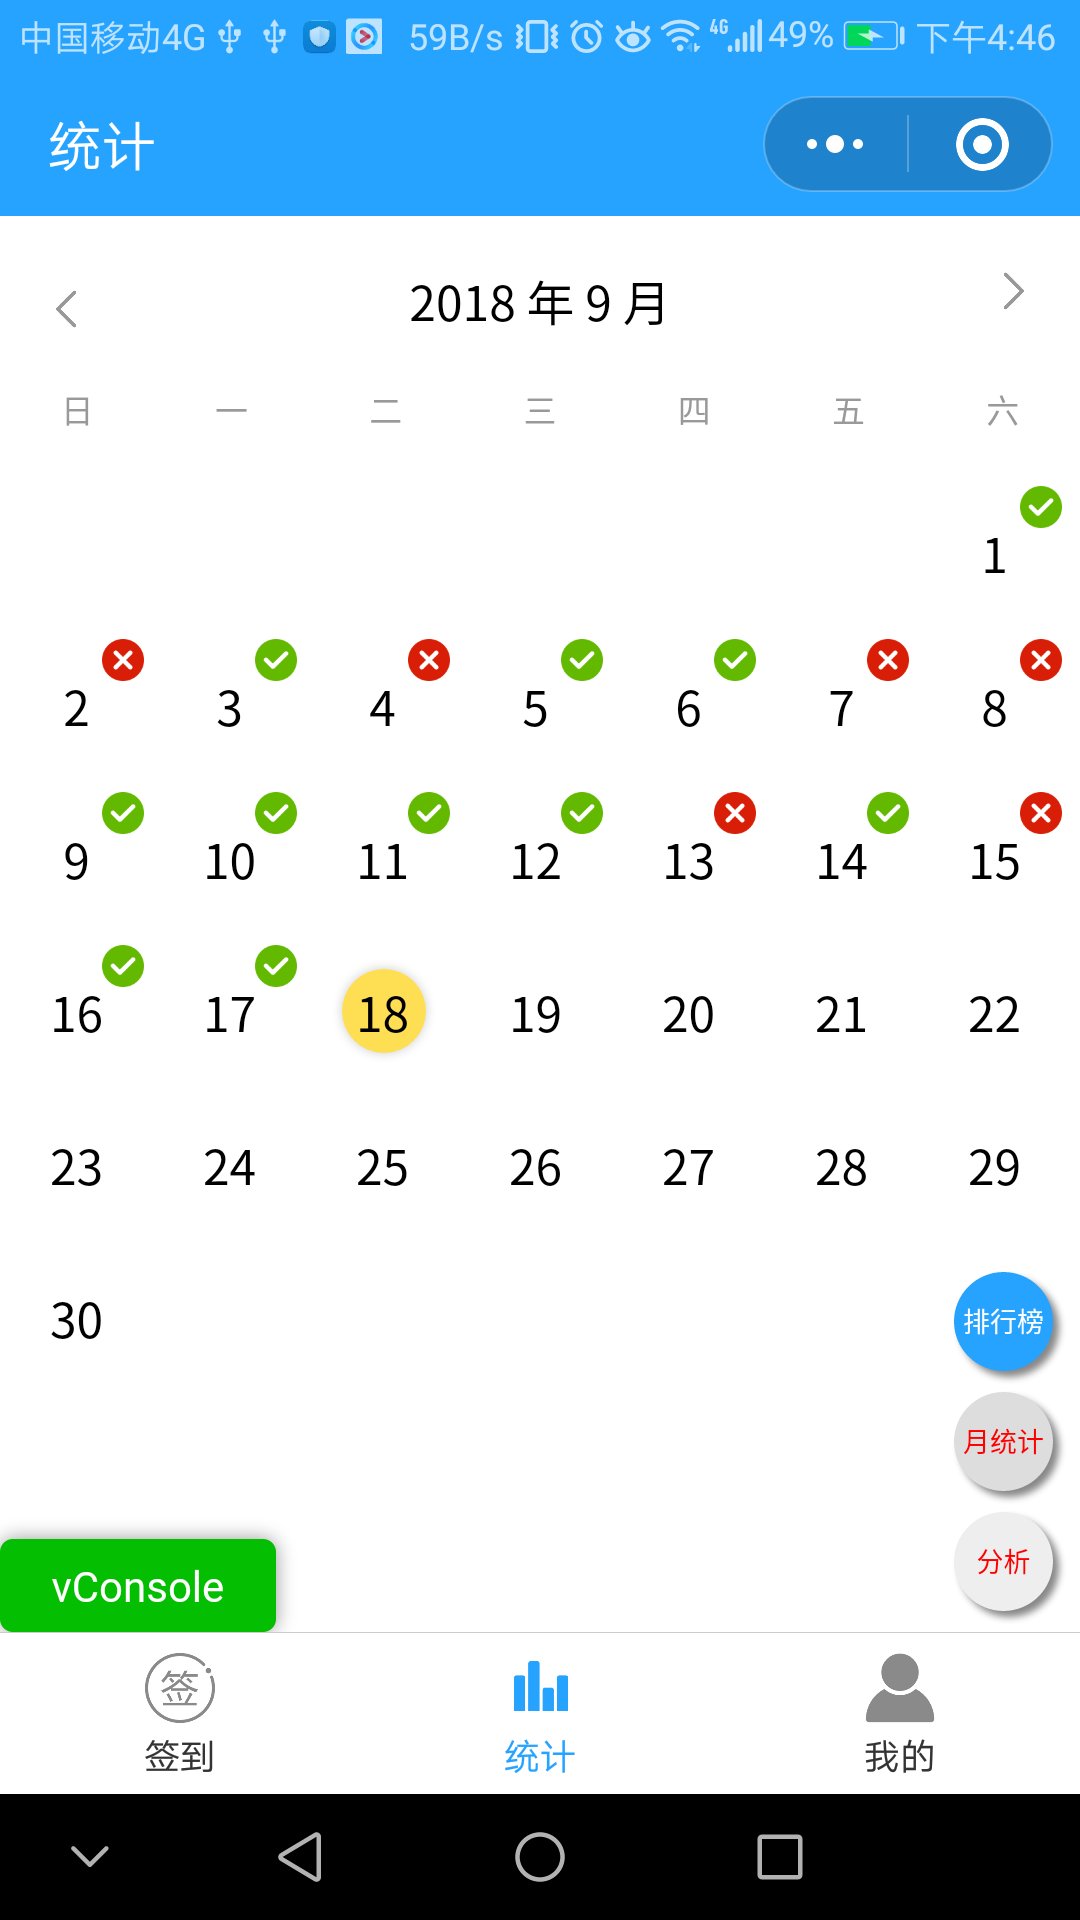 中国移动4G 59B/s 4G 49% 下午4:46
统计
2018 年 9 月
日 一 二 三 四 五 六
1
2 3 4 5 6 7 8
9 10 11 12 13 14 15
16 17 18 19 20 21 22
23 24 25 26 27 28 29
30
排行榜
月统计
分析
vConsole
签
签到 统计 我的